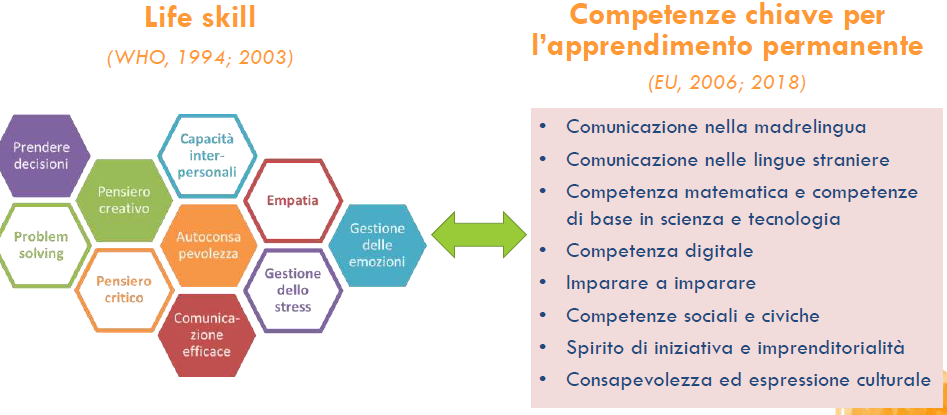 Life skill
(WHO, 1994; 2003)
Prendere
decisioni
Capacità
inter-
personali
Pensiero
creativo
Empatia
Problem
solving
Autoconsa
pevolezza
Gestione
delle
emozioni
Pensiero
critico
Gestione
dello
stress
Comunica-
zione
efficace
Competenze chiave per
l'apprendimento permanente
(EU, 2006; 2018)
• Comunicazione nella madrelingua
• Comunicazione nelle lingue straniere
• Competenza matematica e competenze
di base in scienza e tecnologia
• Competenza digitale
• Imparare a imparare
• Competenze sociali e civiche
• Spirito di iniziativa e imprenditorialità
• Consapevolezza ed espressione culturale